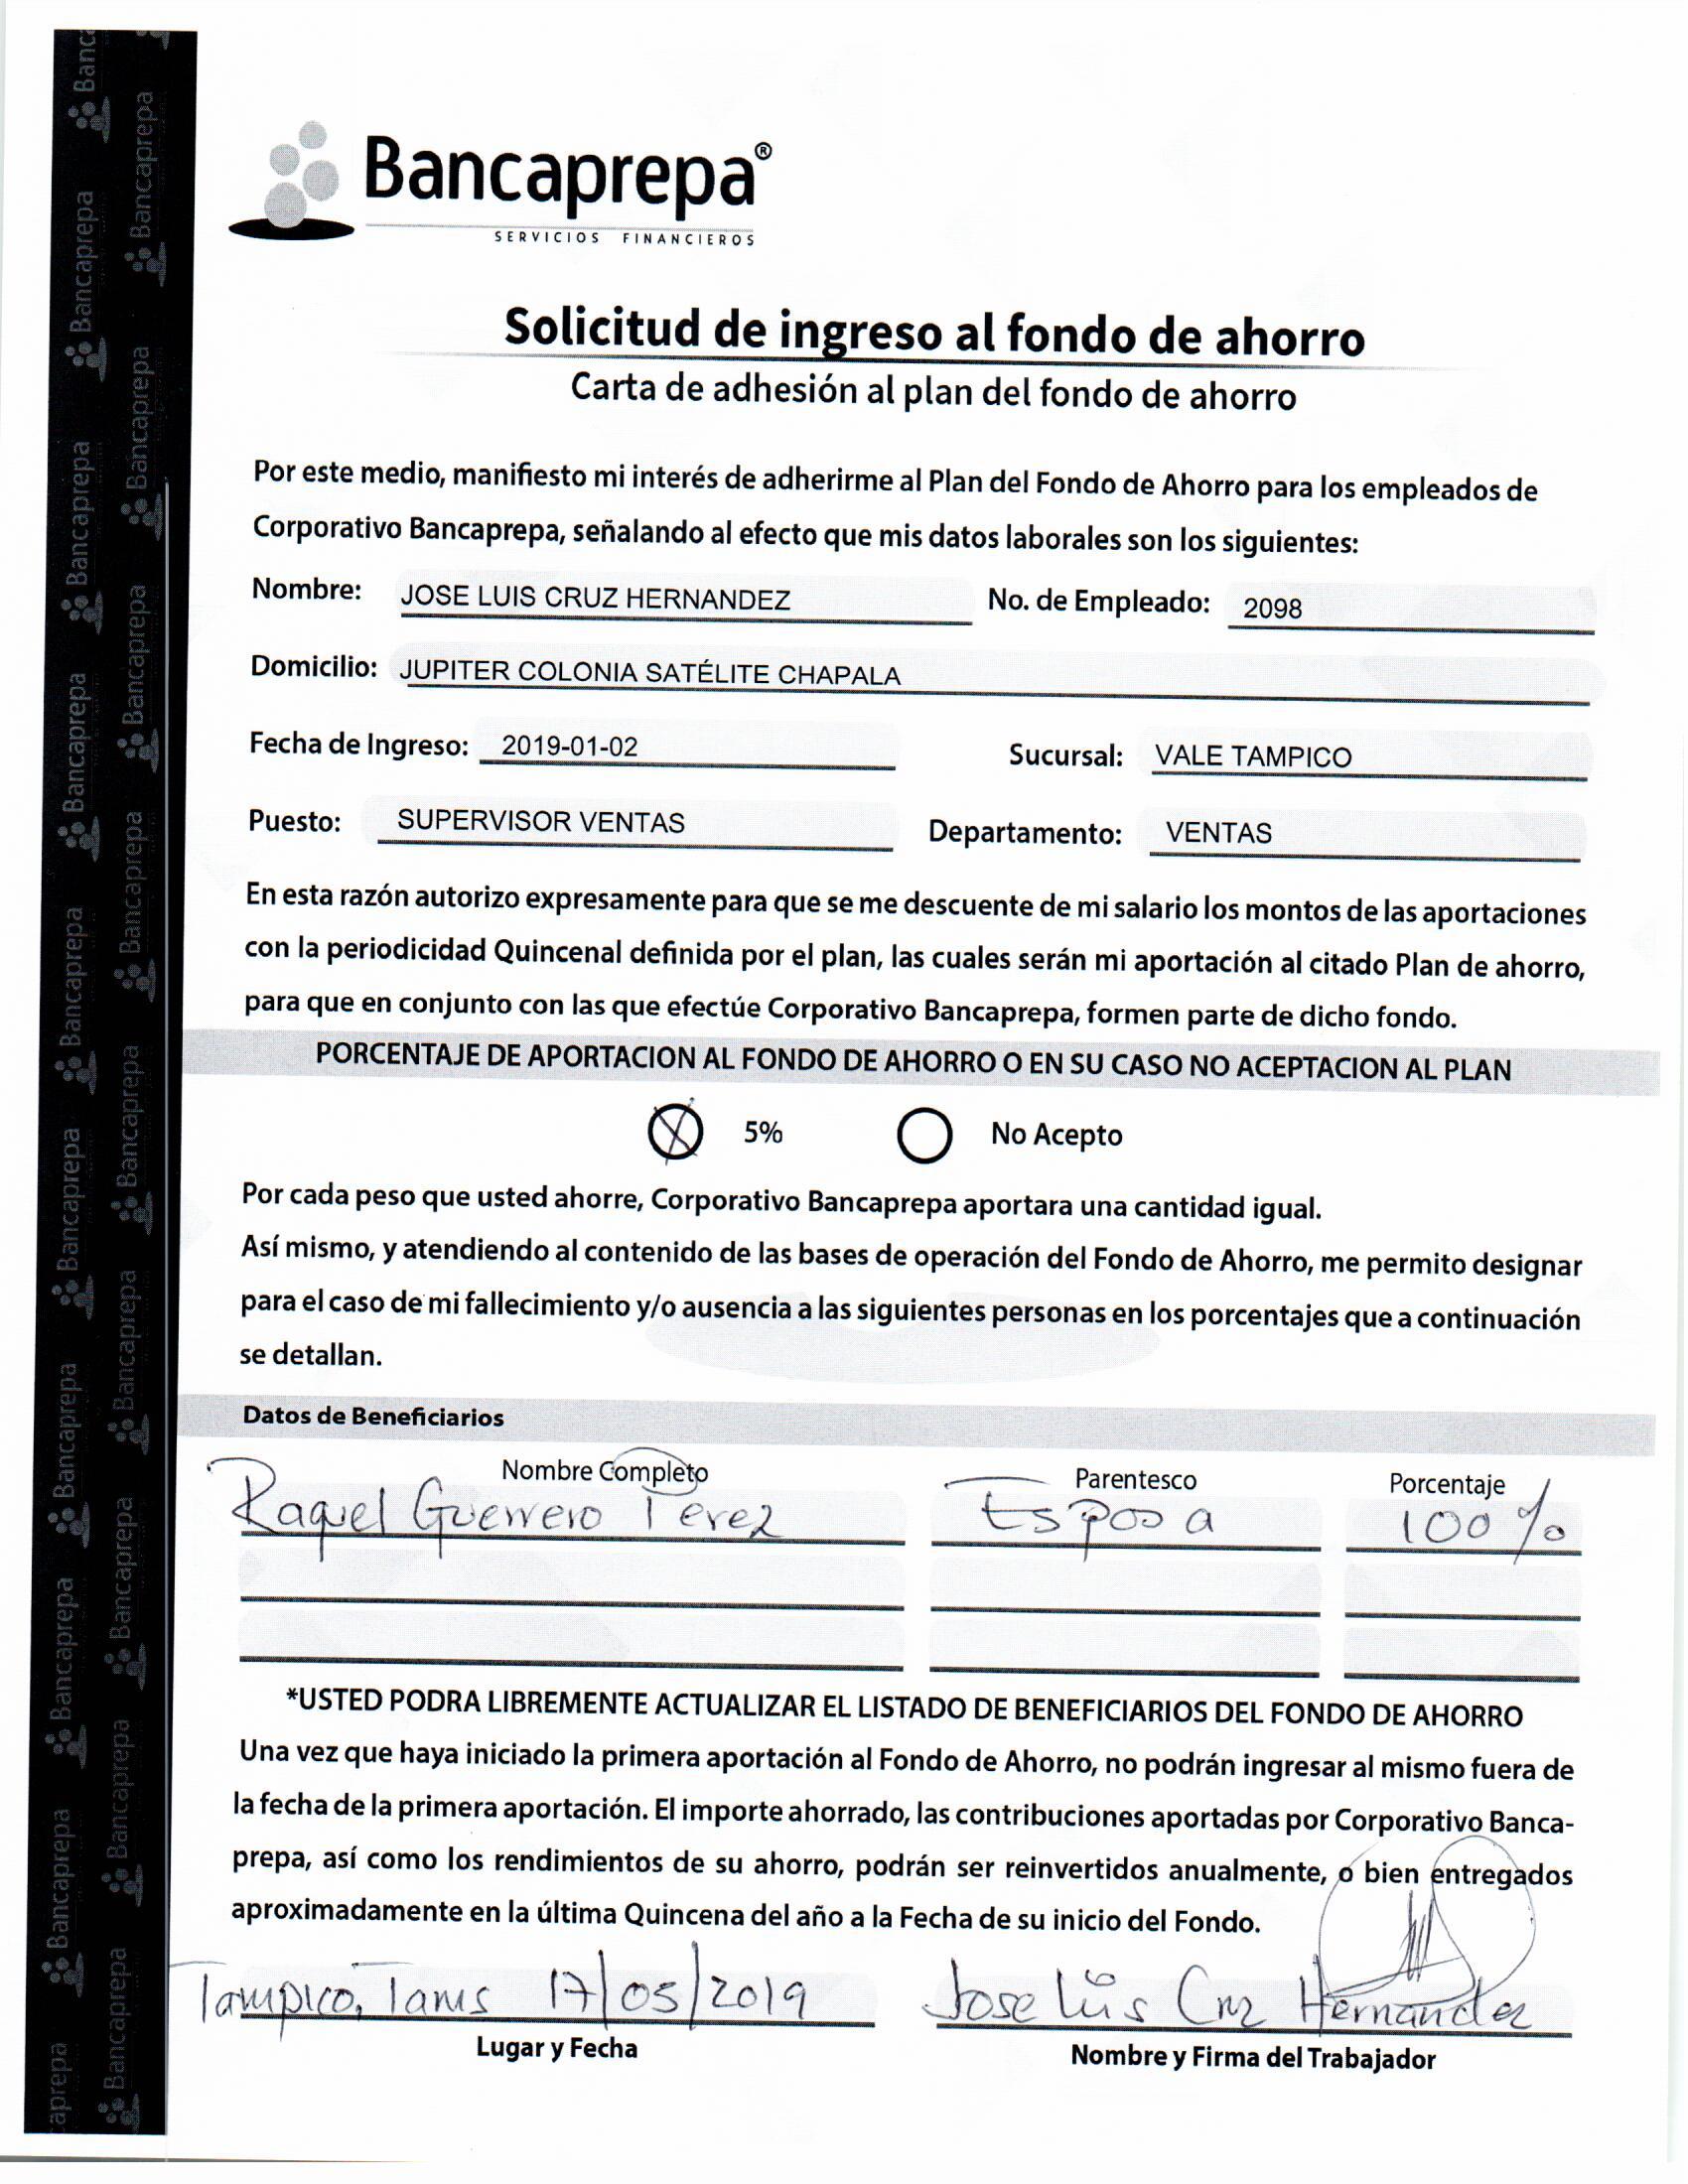 Bancaprepa®
SERVICIOS FINANCIEROS
Solicitud de ingreso al fondo de ahorro
Carta de adhesión al plan del fondo de ahorro
Por este medio, manifiesto mi interés de adherirme al Plan del Fondo de Ahorro para los empleados de
Corporativo Bancaprepa, señalando al efecto que mis datos laborales son los siguientes:
Nombre: JOSE LUIS CRUZ HERNANDEZ No. de Empleado: 2098
Domicilio: JUPITER COLONIA SATÉLITE CHAPALA
Fecha de Ingreso: 2019-01-02 Sucursal: VALE TAMPICO
Puesto: SUPERVISOR VENTAS Departamento: VENTAS
En esta razón autorizo expresamente para que se me descuente de mi salario los montos de las aportaciones
con la periodicidad Quincenal definida por el plan, las cuales serán mi aportación al citado Plan de ahorro,
para que en conjunto con las que efectúe Corporativo Bancaprepa, formen parte de dicho fondo.
PORCENTAJE DE APORTACION AL FONDO DE AHORRO O EN SU CASO NO ACEPTACION AL PLAN
X 5% No Acepto
Por cada peso que usted ahorre, Corporativo Bancaprepa aportara una cantidad igual.
Así mismo, y atendiendo al contenido de las bases de operación del Fondo de Ahorro, me permito designar
para el caso de mi fallecimiento y/o ausencia a las siguientes personas en los porcentajes que a continuación
se detallan.
Datos de Beneficiarios
Nombre Completo Parentesco Porcentaje
Raquel Guerrero Perez Esposa 100%
*USTED PODRA LIBREMENTE ACTUALIZAR EL LISTADO DE BENEFICIARIOS DEL FONDO DE AHORRO
Una vez que haya iniciado la primera aportación al Fondo de Ahorro, no podrán ingresar al mismo fuera de
la fecha de la primera aportación. El importe ahorrado, las contribuciones aportadas por Corporativo Banca-
prepa, así como los rendimientos de su ahorro, podrán ser reinvertidos anualmente, o bien entregados
aproximadamente en la última Quincena del año a la Fecha de su inicio del Fondo.
Tampico, Tams 17/05/2019 Jose Luis Cruz Hernandez
Lugar y Fecha Nombre y Firma del Trabajador